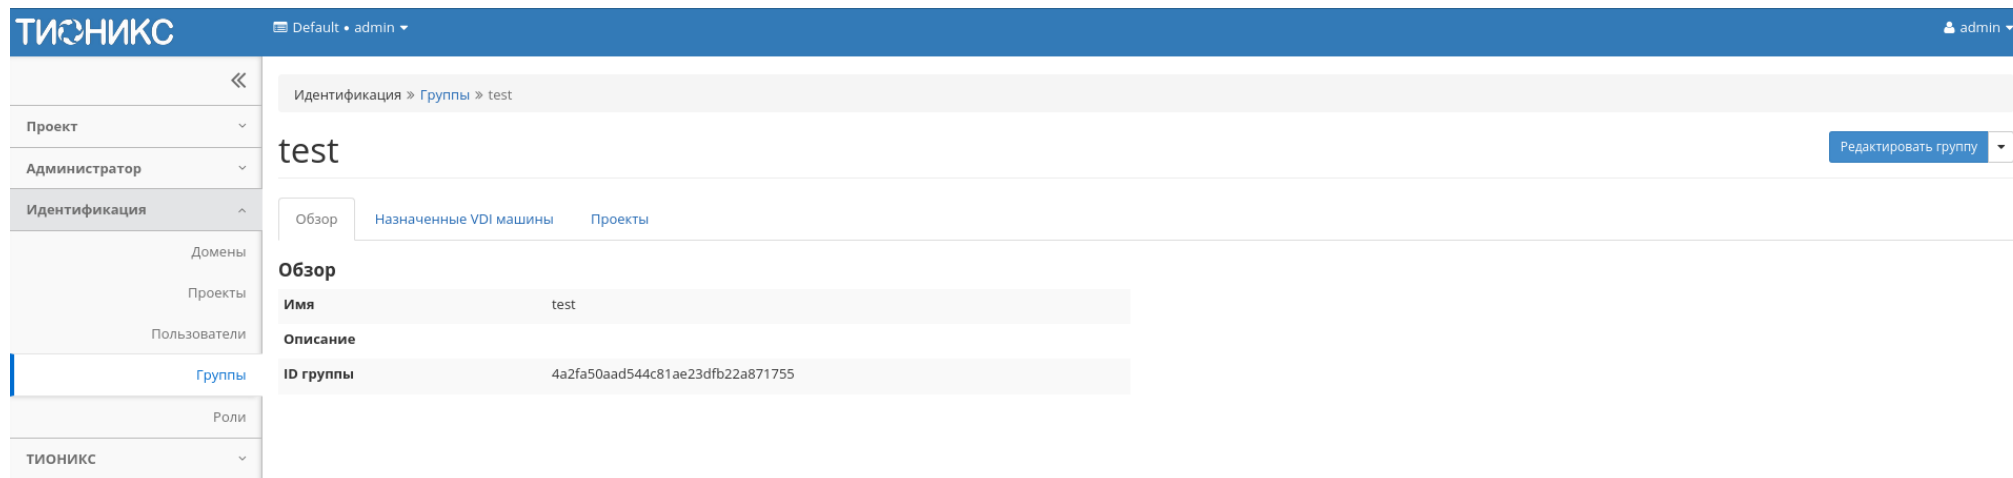 ТИОНИКС
Default • admin
admin
Идентификация » Группы » test
Проект
Администратор
Идентификация
Домены
Проекты
Пользователи
Группы
Роли
ТИОНИКС
test
Редактировать группу
Обзор Назначенные VDI машины Проекты
Обзор
Имя test
Описание
ID группы 4a2fa50aad544c81ae23dfb22a871755